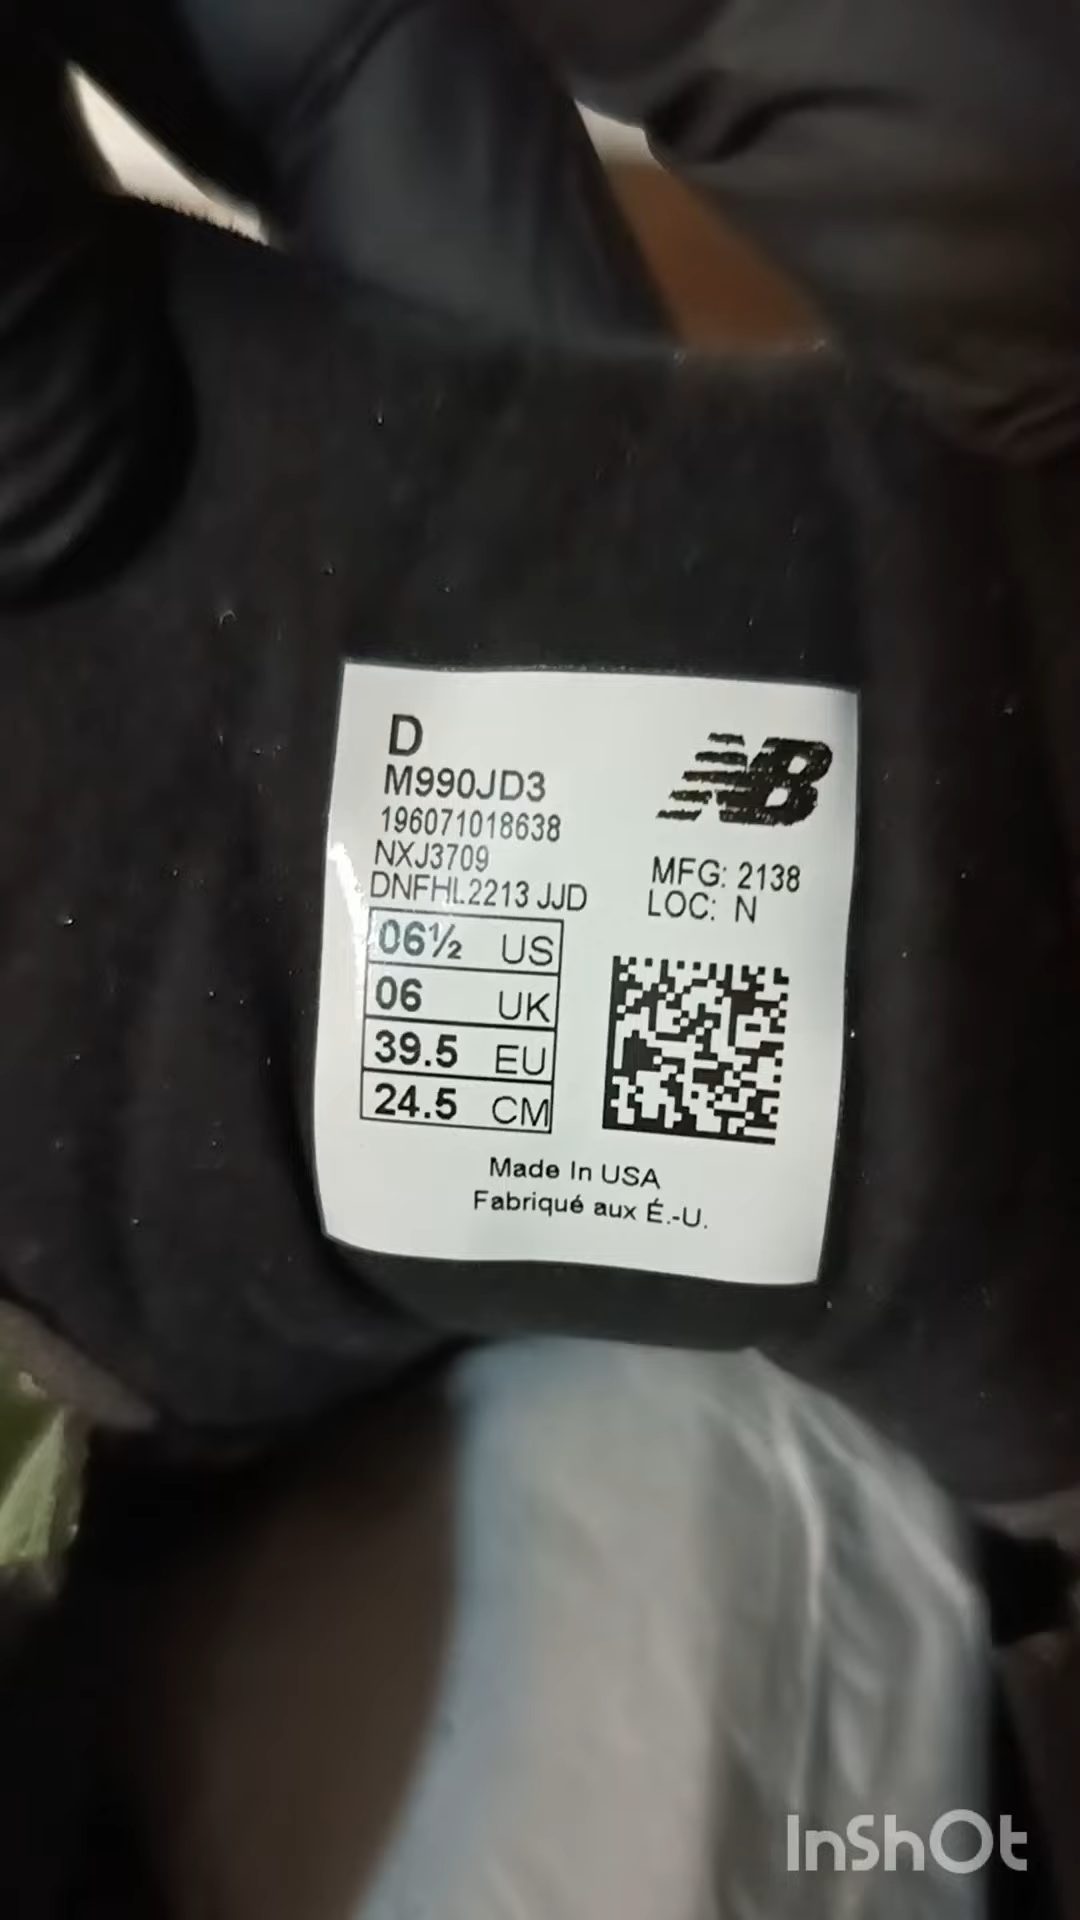 D
M990JD3
196071018638
NXJ3709
DNFHL2213 JJD
NB
MFG: 2138
LOC: N
06½ US
06 UK
39.5 EU
24.5 CM
Made In USA
Fabriqué aux É.-U.
InShOt